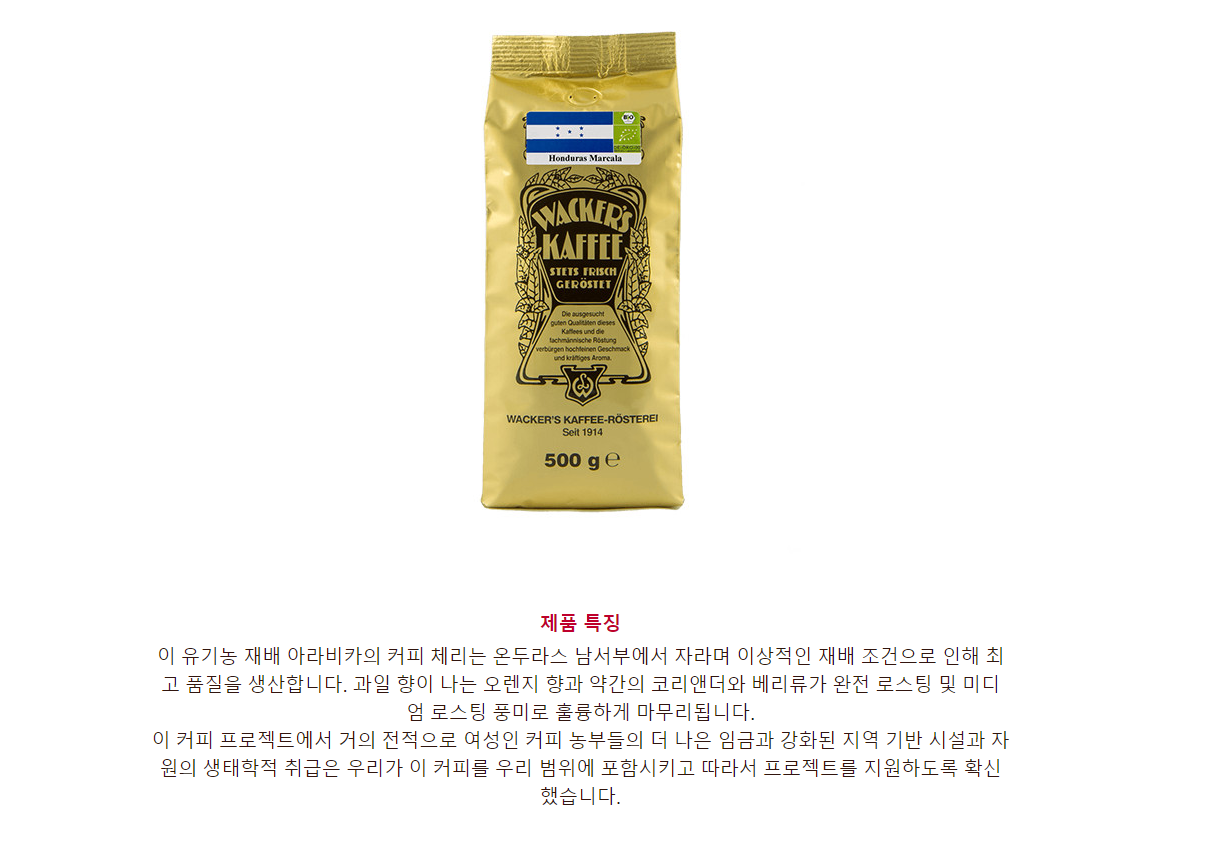 BIO
Honduras Marcala
WACKER'S
KAFFEE
STETS FRISCH
GERÖSTET
Die ausgesucht
guten Qualitäten dieses
Kaffees und die
fachmännische Röstung
verbürgen hochfeinen Geschmack
und kräftiges Aroma.
W
WACKER'S KAFFEE-RÖSTEREI
Seit 1914
500 g ℮
제품 특징
이 유기농 재배 아라비카의 커피 체리는 온두라스 남서부에서 자라며 이상적인 재배 조건으로 인해 최
고 품질을 생산합니다. 과일 향이 나는 오렌지 향과 약간의 코리앤더와 베리류가 완전 로스팅 및 미디
엄 로스팅 풍미로 훌륭하게 마무리됩니다.
이 커피 프로젝트에서 거의 전적으로 여성인 커피 농부들의 더 나은 임금과 강화된 지역 기반 시설과 자
원의 생태학적 취급은 우리가 이 커피를 우리 범위에 포함시키고 따라서 프로젝트를 지원하도록 확신
했습니다.